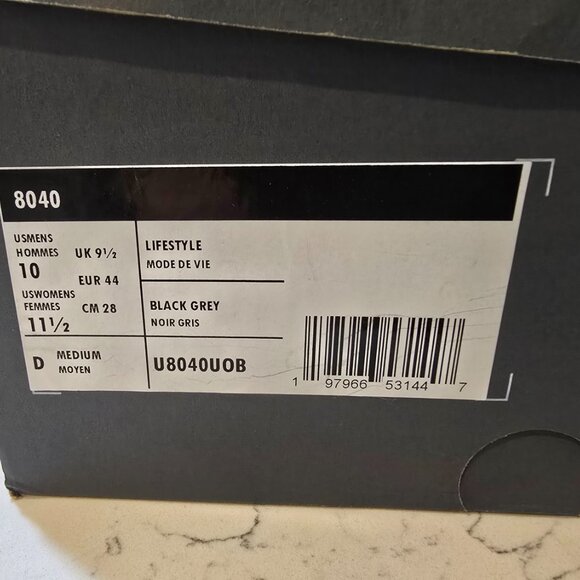 8040
USMENS
HOMMES
10
UK 9½
EUR 44
USWOMENS
FEMMES
11½
CM 28
LIFESTYLE
MODE DE VIE
BLACK GREY
NOIR GRIS
D MEDIUM
MOYEN
U8040UOB
1 97966 53144 7